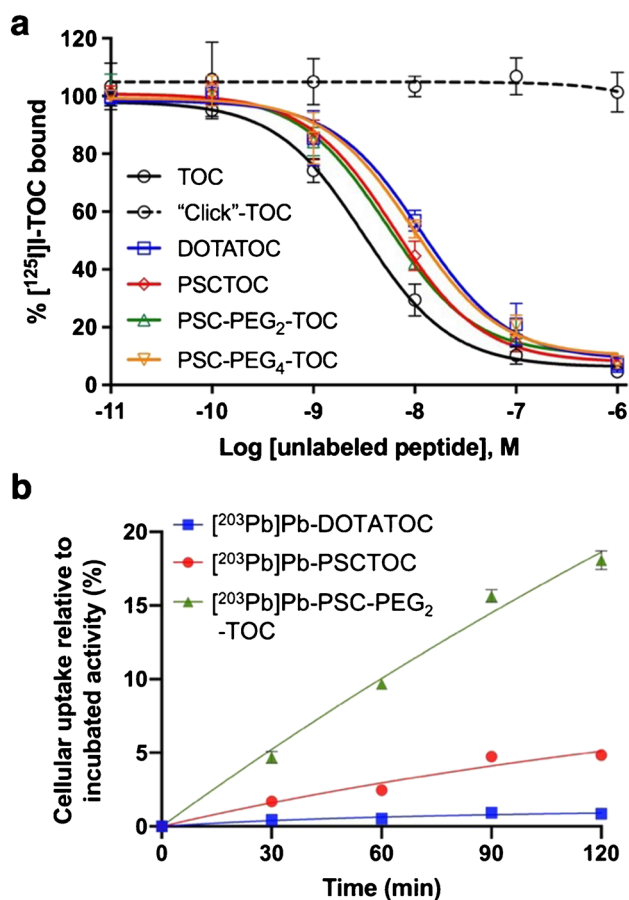 a
120
100
80
60
40
20
0
% [¹²⁵I]I-TOC bound
TOC
“Click”-TOC
DOTATOC
PSCTOC
PSC-PEG₂-TOC
PSC-PEG₄-TOC
-11 -10 -9 -8 -7 -6
Log [unlabeled peptide], M
b
20
15
10
5
0
Cellular uptake relative to
incubated activity (%)
[²⁰³Pb]Pb-DOTATOC
[²⁰³Pb]Pb-PSCTOC
[²⁰³Pb]Pb-PSC-PEG₂
-TOC
0 30 60 90 120
Time (min)